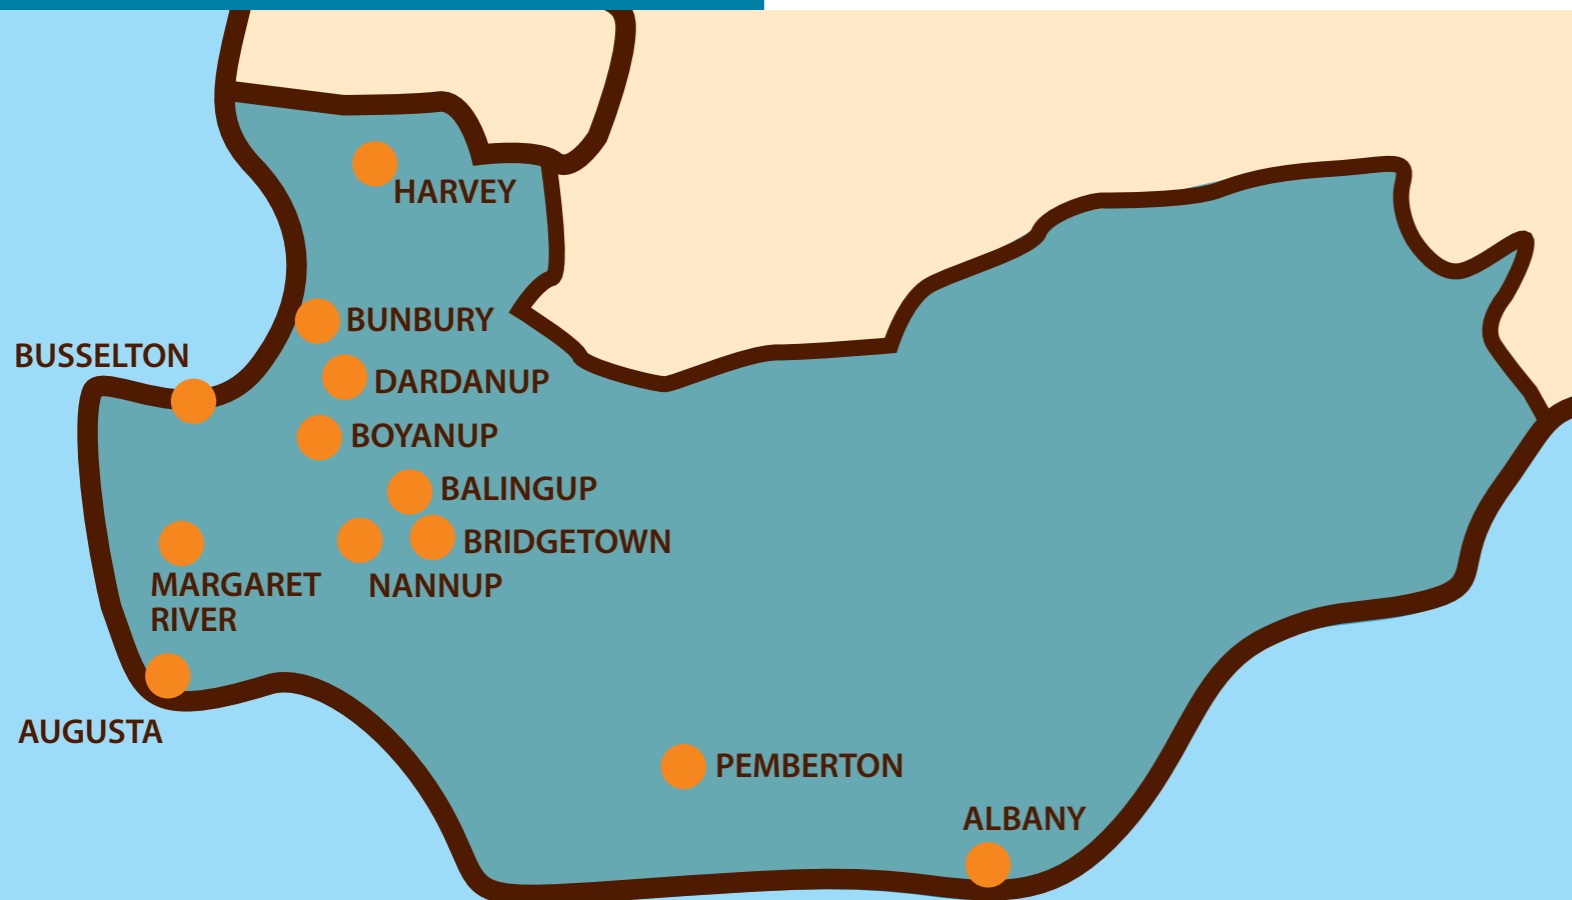 HARVEY
BUNBURY
BUSSELTON
DARDANUP
BOYANUP
BALINGUP
BRIDGETOWN
MARGARET
RIVER
NANNUP
AUGUSTA
PEMBERTON
ALBANY